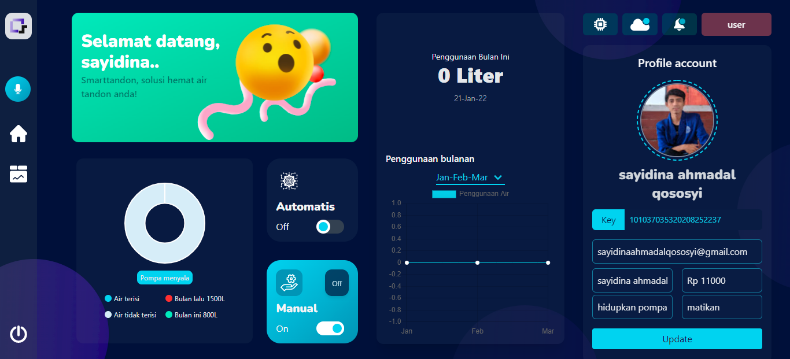 Selamat datang,
sayidina..
Smarttandon, solusi hemat air
tandon anda!
Pompa menyala
Air terisi
Bulan lalu 1500L
Air tidak terisi
Bulan ini 800L
Automatis
Off
Off
Manual
On
Penggunaan Bulan Ini
0 Liter
21-Jan-22
Penggunaan bulanan
Jan-Feb-Mar
Penggunaan Air
1.0
0.8
0.6
0.4
0.2
0
-0.2
-0.4
-0.6
-0.8
-1.0
Jan Feb Mar
user
Profile account
sayidina ahmadal
qososyi
Key 101037035320208252237
sayidinaahmadalqososyi@gmail.com
sayidina ahmadal
Rp 11000
hidupkan pompa
matikan
Update